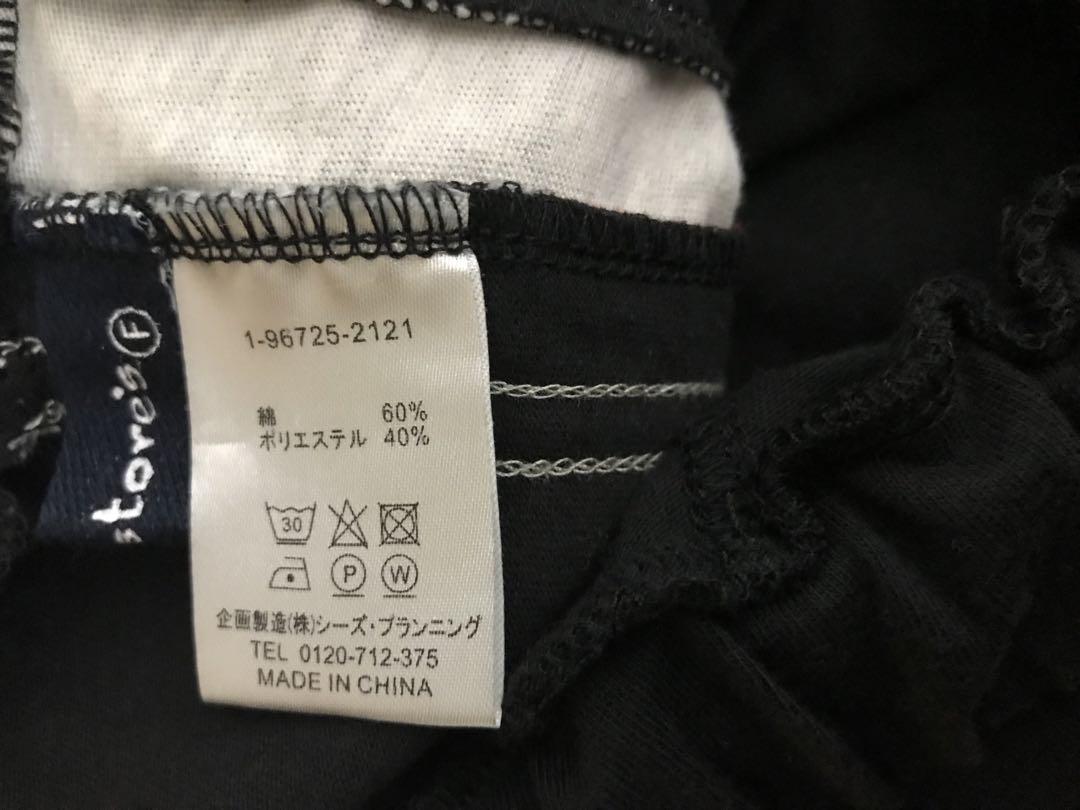 tore's Ⓕ
1-96725-2121
綿 60%
ポリエステル 40%
30
P W
企画製造(株)シーズ・プランニング
TEL 0120-712-375
MADE IN CHINA